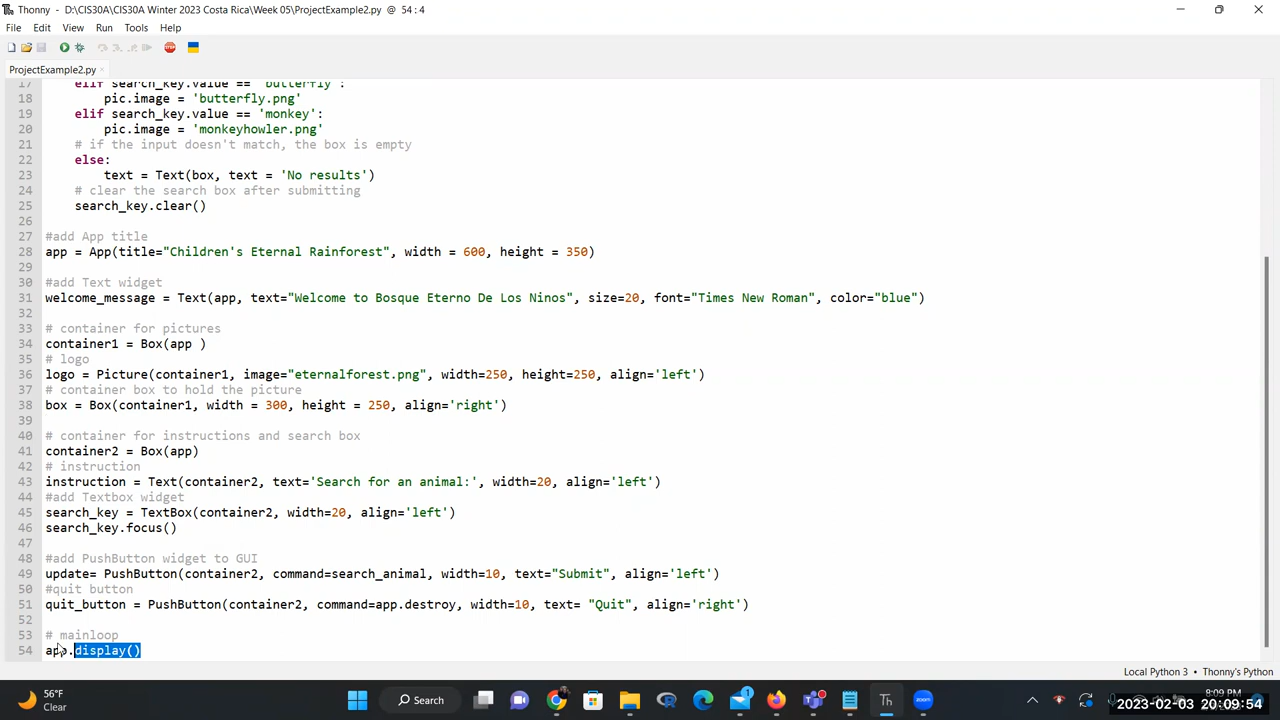 Thonny - D:\CIS30A\CIS30A Winter 2023 Costa Rica\Week 05\ProjectExample2.py @ 54 : 4
File Edit View Run Tools Help
ProjectExample2.py
17 elif search_key.value == 'butterfly':
18 pic.image = 'butterfly.png'
19 elif search_key.value == 'monkey':
20 pic.image = 'monkeyhowler.png'
21 # if the input doesn't match, the box is empty
22 else:
23 text = Text(box, text = 'No results')
24 # clear the search box after submitting
25 search_key.clear()
26
27 #add App title
28 app = App(title="Children's Eternal Rainforest", width = 600, height = 350)
29
30 #add Text widget
31 welcome_message = Text(app, text="Welcome to Bosque Eterno De Los Ninos", size=20, font="Times New Roman", color="blue")
32
33 # container for pictures
34 container1 = Box(app )
35 # logo
36 logo = Picture(container1, image="eternalforest.png", width=250, height=250, align='left')
37 # container box to hold the picture
38 box = Box(container1, width = 300, height = 250, align='right')
39
40 # container for instructions and search box
41 container2 = Box(app)
42 # instruction
43 instruction = Text(container2, text='Search for an animal:', width=20, align='left')
44 #add Textbox widget
45 search_key = TextBox(container2, width=20, align='left')
46 search_key.focus()
47
48 #add PushButton widget to GUI
49 update= PushButton(container2, command=search_animal, width=10, text="Submit", align='left')
50 #quit button
51 quit_button = PushButton(container2, command=app.destroy, width=10, text= "Quit", align='right')
52
53 # mainloop
54 app.display()
Local Python 3 • Thonny's Python
56°F
Clear
Search
Th
zoom
8:09 PM
2023-02-03 20:09:54